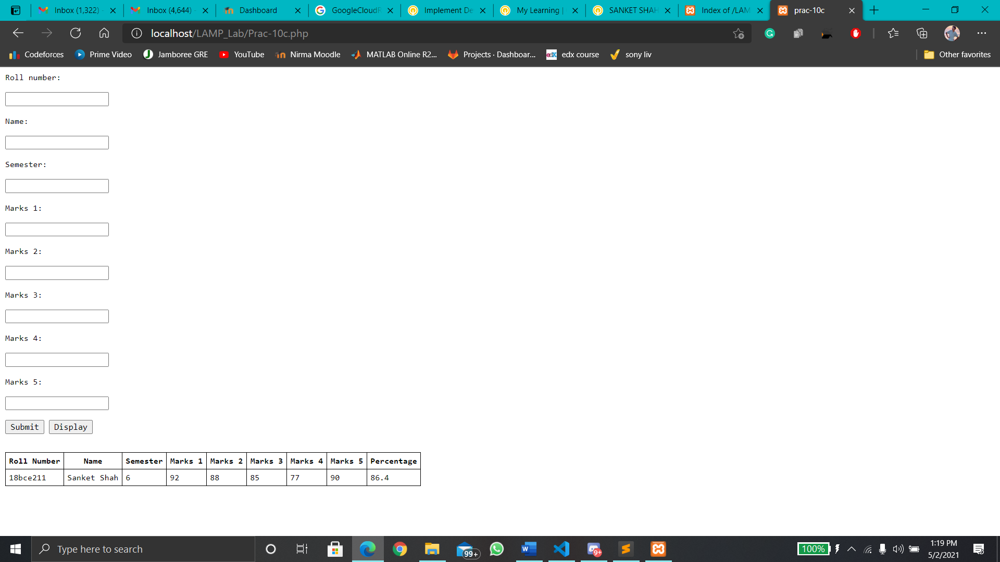 Inbox (1,322) Inbox (4,644) Dashboard GoogleCloudR Implement De My Learning | SANKET SHAH Index of /LAM prac-10c
localhost/LAMP_Lab/Prac-10c.php
Codeforces Prime Video Jamboree GRE YouTube Nirma Moodle MATLAB Online R2... Projects · Dashboar... edx course sony liv Other favorites
Roll number:
Name:
Semester:
Marks 1:
Marks 2:
Marks 3:
Marks 4:
Marks 5:
Submit Display
Roll Number Name Semester Marks 1 Marks 2 Marks 3 Marks 4 Marks 5 Percentage
18bce211 Sanket Shah 6 92 88 85 77 90 86.4
Type here to search 99+ 9+ 100% 1:19 PM
5/2/2021